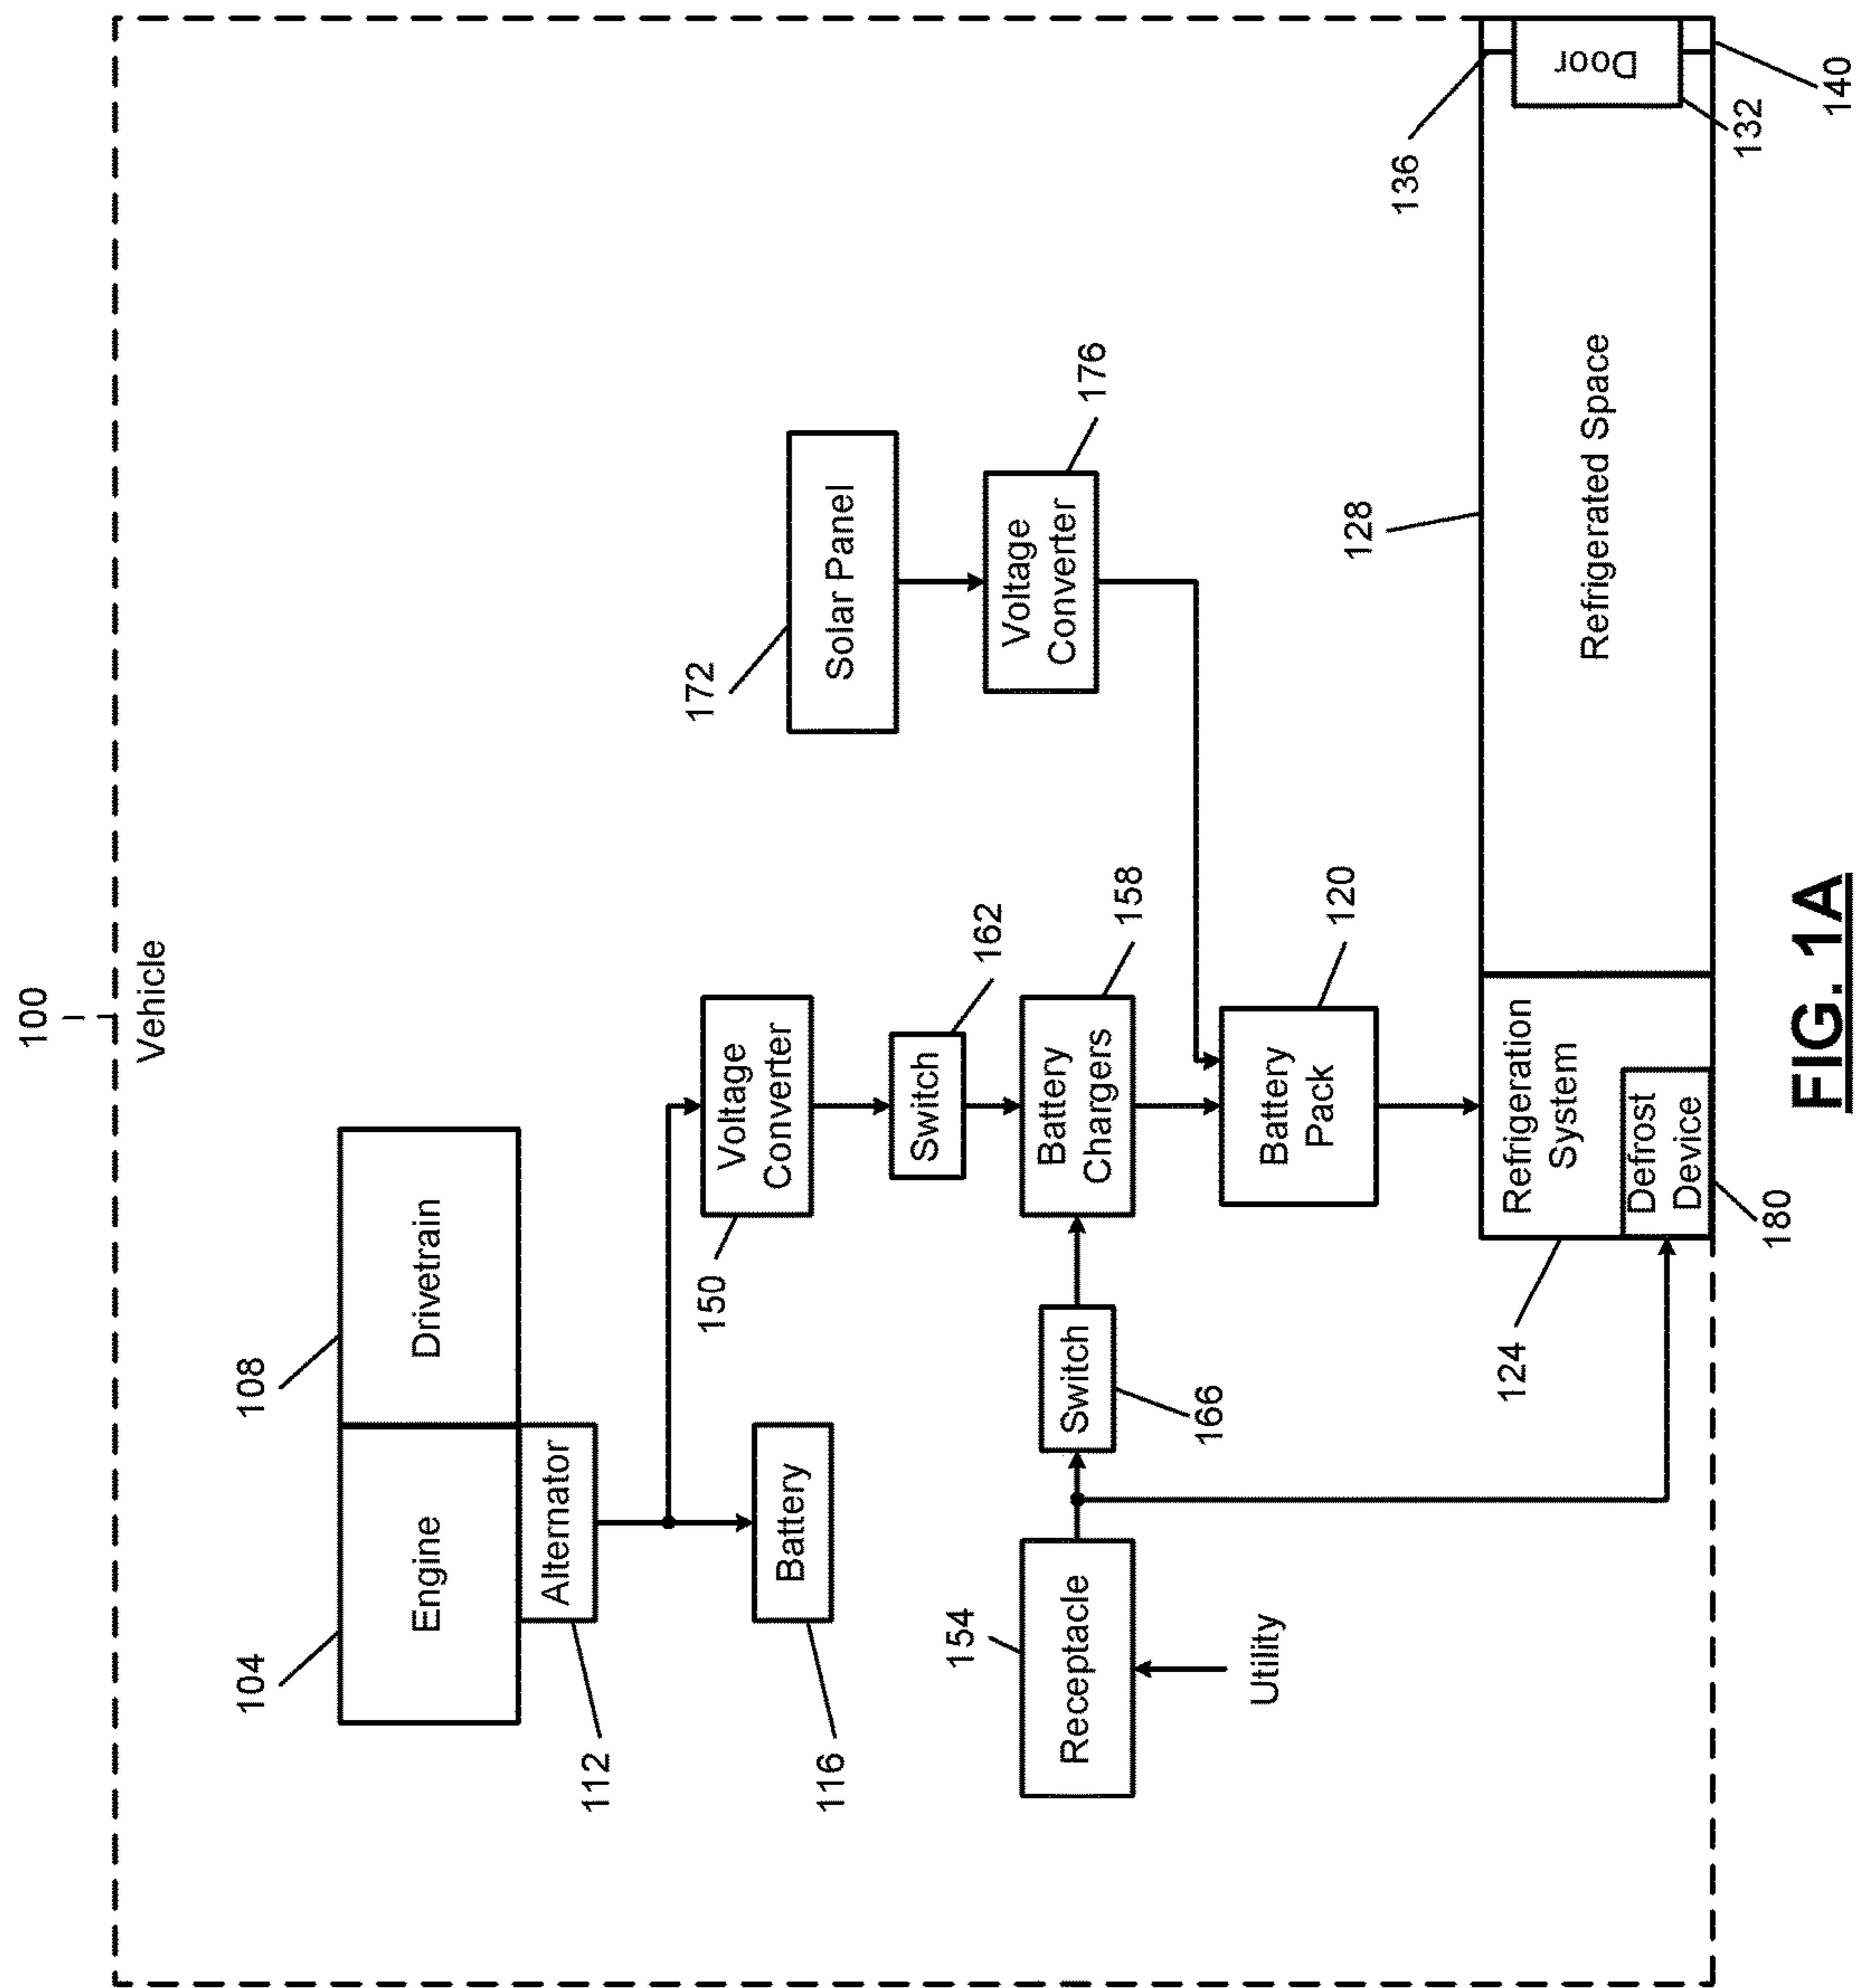 100
Vehicle
104
108
Engine
Drivetrain
112
Alternator
116
Battery
150
Voltage
Converter
172
Solar Panel
162
Switch
176
Voltage
Converter
154
Receptacle
Utility
166
Switch
158
Battery
Chargers
120
Battery
Pack
128
136
124
Refrigeration
System
Defrost
Device
180
Refrigerated Space
Door
132
140
FIG. 1A